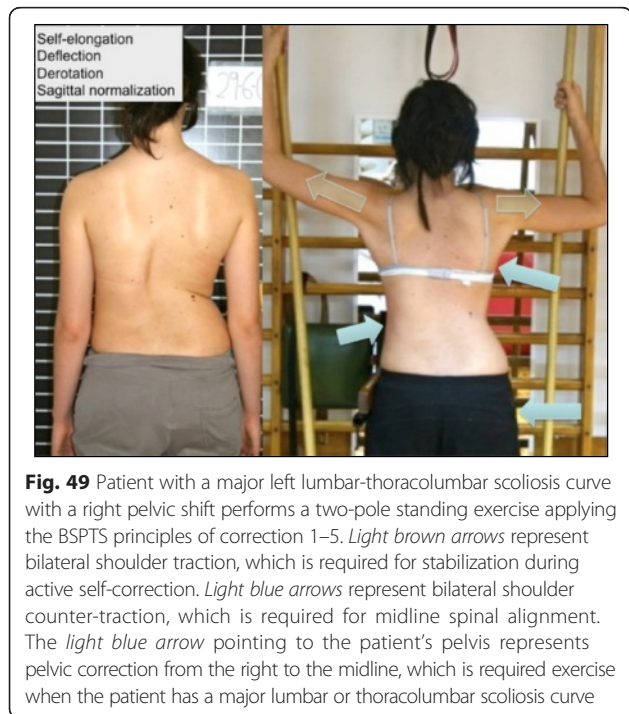 Self-elongation
Deflection
Derotation
Sagittal normalization
Fig. 49 Patient with a major left lumbar-thoracolumbar scoliosis curve
with a right pelvic shift performs a two-pole standing exercise applying
the BSPTS principles of correction 1–5. Light brown arrows represent
bilateral shoulder traction, which is required for stabilization during
active self-correction. Light blue arrows represent bilateral shoulder
counter-traction, which is required for midline spinal alignment.
The light blue arrow pointing to the patient's pelvis represents
pelvic correction from the right to the midline, which is required exercise
when the patient has a major lumbar or thoracolumbar scoliosis curve